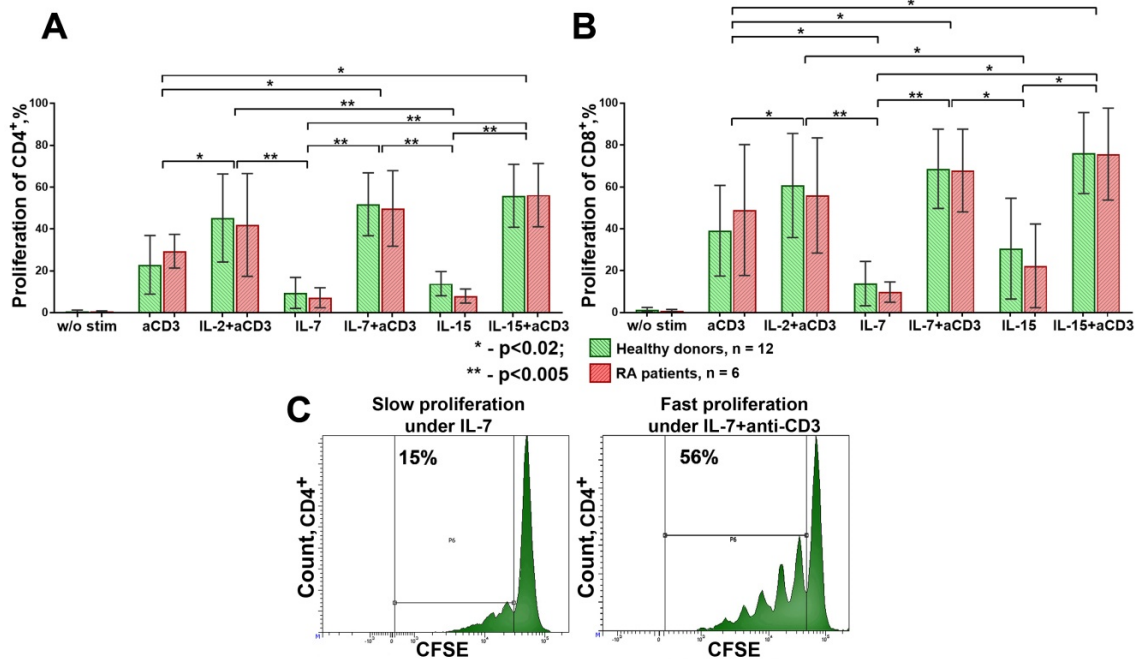 A
B
*
*
*
*
*
*
*
**
*
**
*
**
*
**
**
**
*
**
*
**
*
*
Proliferation of CD4⁺,%
100
80
60
40
20
0
w/o stim aCD3 IL-2+aCD3 IL-7 IL-7+aCD3 IL-15 IL-15+aCD3
Proliferation of CD8⁺,%
100
80
60
40
20
0
w/o stim aCD3 IL-2+aCD3 IL-7 IL-7+aCD3 IL-15 IL-15+aCD3
* - p<0.02;
** - p<0.005
Healthy donors, n = 12
RA patients, n = 6
C
Slow proliferation
under IL-7
15%
P6
Count, CD4⁺
CFSE
Fast proliferation
under IL-7+anti-CD3
56%
P6
Count, CD4⁺
CFSE